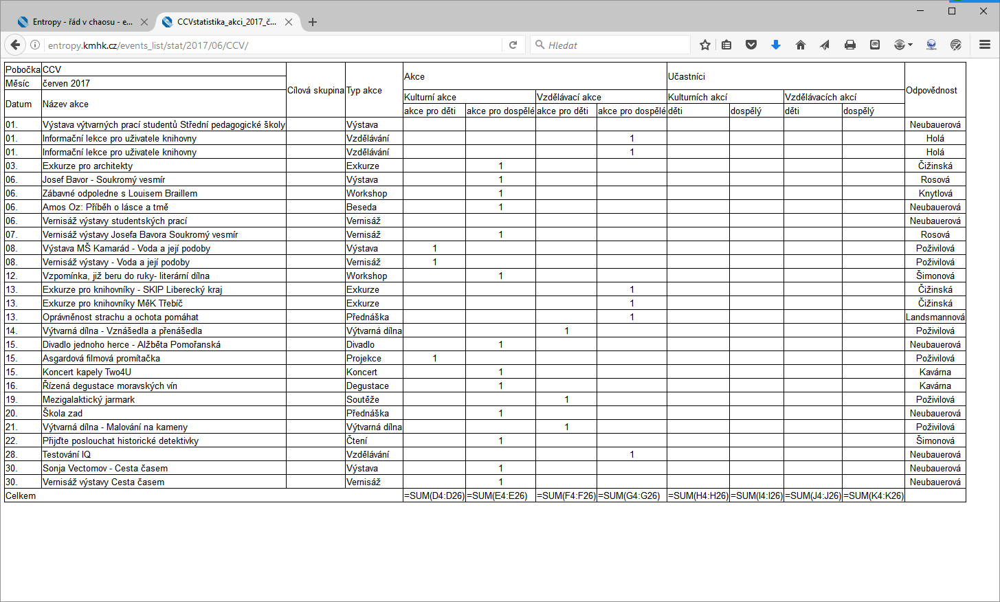 Entropy - řád v chaosu - e...
CCVstatistika_akci_2017_č...
entropy.kmhk.cz/events_list/stat/2017/06/CCV/
Hledat
Pobočka CCV Cílová skupina Typ akce Akce Učastníci Odpovědnost
Měsíc červen 2017
Datum Název akce Kulturní akce Vzdělávací akce Kulturních akcí Vzdělávacích akcí
akce pro děti akce pro dospělé akce pro děti akce pro dospělé děti dospělý děti dospělý
01. Výstava výtvarných prací studentů Střední pedagogické školy Výstava Neubauerová
01. Informační lekce pro uživatele knihovny Vzdělávání 1 Holá
01. Informační lekce pro uživatele knihovny Vzdělávání 1 Holá
03. Exkurze pro architekty Exkurze 1 Čižinská
06. Josef Bavor - Soukromý vesmír Výstava 1 Rosová
06. Zábavné odpoledne s Louisem Braillem Workshop 1 Knytlová
06. Amos Oz: Příběh o lásce a tmě Beseda 1 Neubauerová
06. Vernisáž výstavy studentských prací Vernisáž Neubauerová
07. Vernisáž výstavy Josefa Bavora Soukromý vesmír Vernisáž 1 Rosová
08. Výstava MŠ Kamarád - Voda a její podoby Výstava 1 Poživilová
08. Vernisáž výstavy - Voda a její podoby Vernisáž 1 Poživilová
12. Vzpomínka, již beru do ruky- literární dílna Workshop 1 Šimonová
13. Exkurze pro knihovníky - SKIP Liberecký kraj Exkurze 1 Čižinská
13. Exkurze pro knihovníky MěK Třebíč Exkurze 1 Čižinská
13. Oprávněnost strachu a ochota pomáhat Přednáška 1 Landsmannová
14. Výtvarná dílna - Vznášedla a přenášedla Výtvarná dílna 1 Poživilová
15. Divadlo jednoho herce - Alžběta Pomořanská Divadlo 1 Neubauerová
15. Asgardová filmová promítačka Projekce 1 Poživilová
15. Koncert kapely Two4U Koncert 1 Kavárna
16. Řízená degustace moravských vín Degustace 1 Kavárna
19. Mezigalaktický jarmark Soutěže 1 Poživilová
20. Škola zad Přednáška 1 Neubauerová
21. Výtvarná dílna - Malování na kameny Výtvarná dílna 1 Poživilová
22. Přijďte poslouchat historické detektivky Čtení 1 Šimonová
28. Testování IQ Vzdělávání 1 Neubauerová
30. Sonja Vectomov - Cesta časem Výstava 1 Neubauerová
30. Vernisáž výstavy Cesta časem Vernisáž 1 Neubauerová
Celkem =SUM(D4:D26) =SUM(E4:E26) =SUM(F4:F26) =SUM(G4:G26) =SUM(H4:H26) =SUM(I4:I26) =SUM(J4:J26) =SUM(K4:K26)